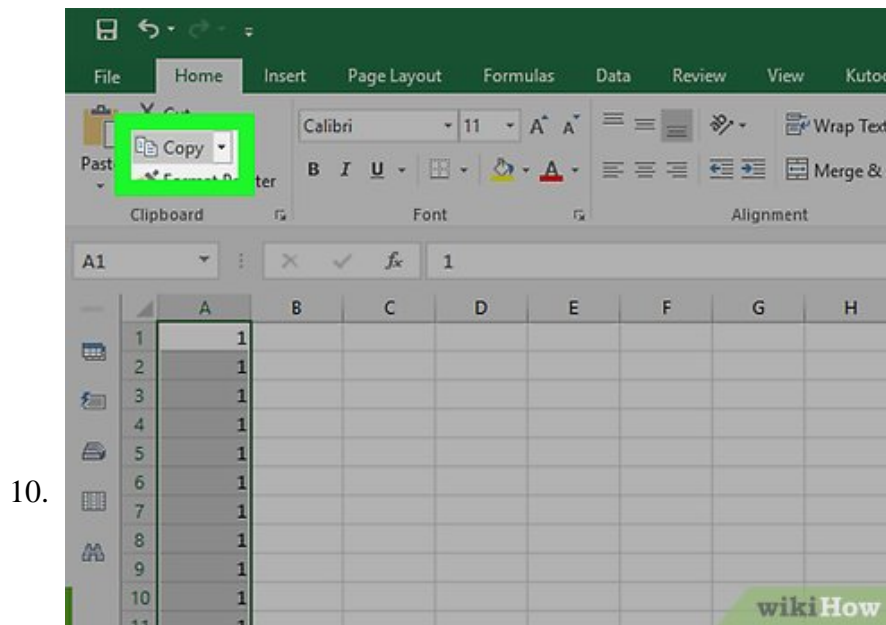 File Home Insert Page Layout Formulas Data Review View
Cut
Calibri 11 Wrap Text
Copy
B I U Merge &
Clipboard Font Alignment
A1 fx 1
A B C D E F G H
1 1
2 1
3 1
4 1
5 1
10. 6 1
7 1
8 1
9 1
10 1
wikiHow